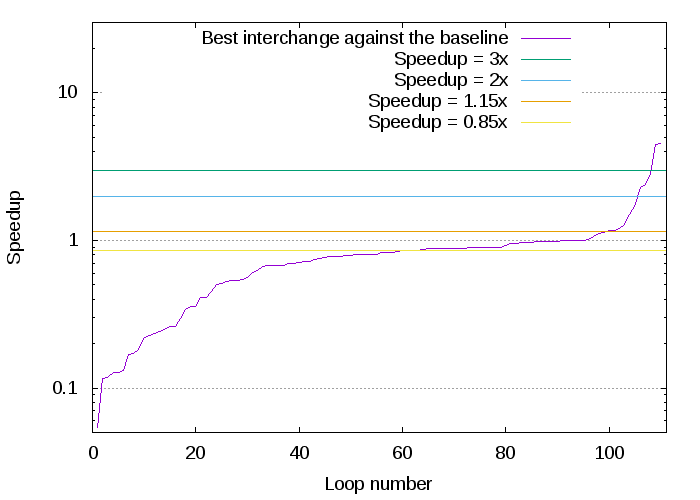 Best interchange against the baseline
Speedup = 3x
Speedup = 2x
Speedup = 1.15x
Speedup = 0.85x
10
1
0.1
Speedup
0 20 40 60 80 100
Loop number